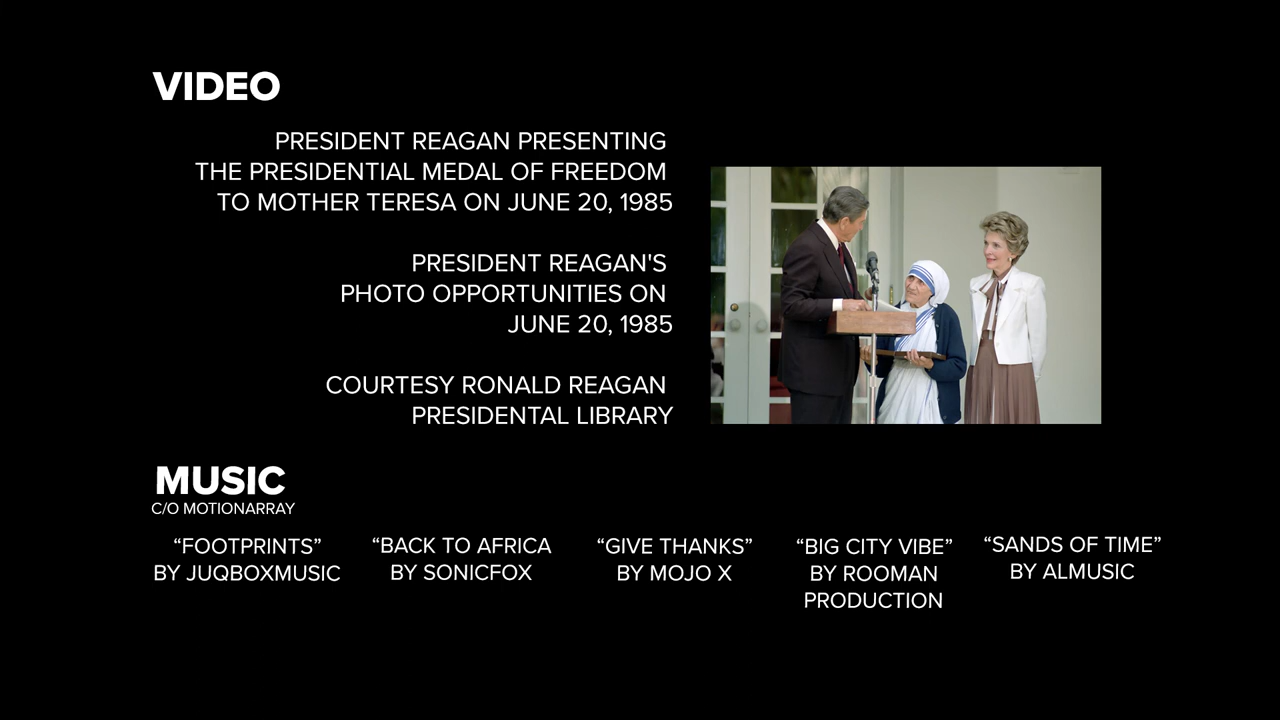 VIDEO
PRESIDENT REAGAN PRESENTING
THE PRESIDENTIAL MEDAL OF FREEDOM
TO MOTHER TERESA ON JUNE 20, 1985
PRESIDENT REAGAN'S
PHOTO OPPORTUNITIES ON
JUNE 20, 1985
COURTESY RONALD REAGAN
PRESIDENTAL LIBRARY
MUSIC
C/O MOTIONARRAY
“FOOTPRINTS”
BY JUQBOXMUSIC
“BACK TO AFRICA
BY SONICFOX
“GIVE THANKS”
BY MOJO X
“BIG CITY VIBE”
BY ROOMAN
PRODUCTION
“SANDS OF TIME”
BY ALMUSIC